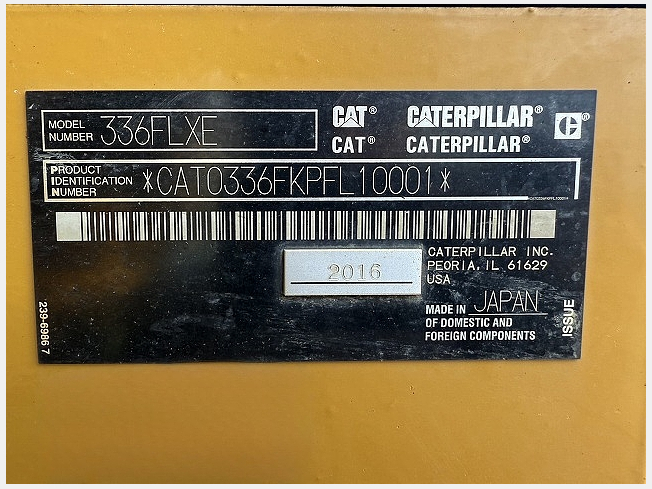 MODEL NUMBER 336FLXE
CAT® CATERPILLAR®
CAT® CATERPILLAR®
PRODUCT IDENTIFICATION NUMBER *CAT0336FKPFL10001*
*CAT0336FKPFL10001*
2016
CATERPILLAR INC.
PEORIA, IL 61629
USA
MADE IN JAPAN
OF DOMESTIC AND
FOREIGN COMPONENTS
239-6986 7
ISSUE